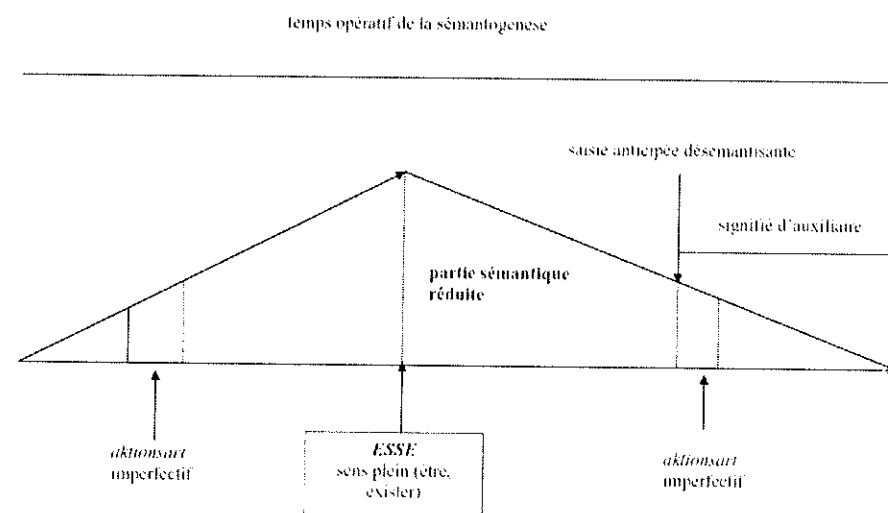 temps opératif de la sémantogenèse
saisie anticipée désemantisante
signifié d'auxiliaire
partie sémantique
réduite
aktionsart
imperfectif
ESSE
sens plein (être,
exister)
aktionsart
imperfectif